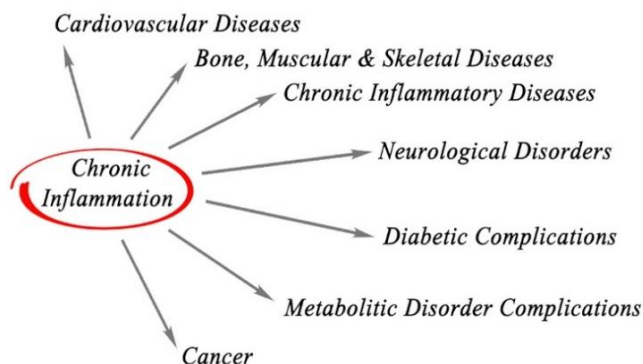 Cardiovascular Diseases
Bone, Muscular & Skeletal Diseases
Chronic Inflammatory Diseases
Neurological Disorders
Chronic
Inflammation
Diabetic Complications
Metabolitic Disorder Complications
Cancer